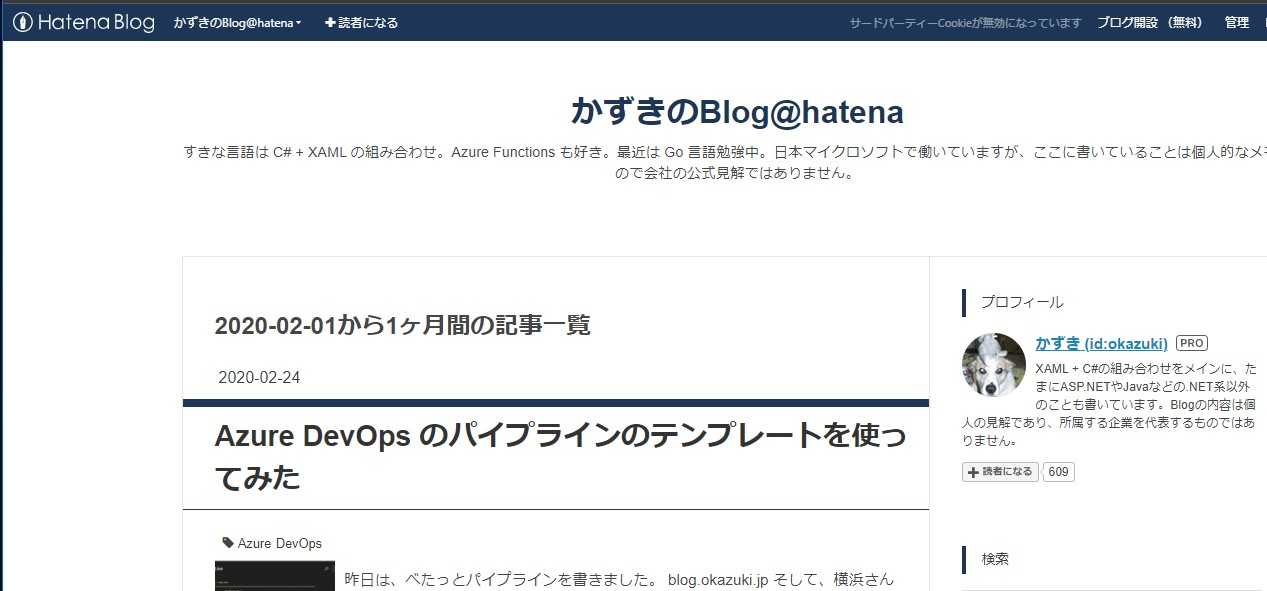 Hatena Blog かずきのBlog@hatena 読者になる サードパーティーCookieが無効になっています ブログ開設（無料） 管理
かずきのBlog@hatena
すきな言語は C# + XAML の組み合わせ。Azure Functions も好き。最近は Go 言語勉強中。日本マイクロソフトで働いていますが、ここに書いていることは個人的なメモな
ので会社の公式見解ではありません。
2020-02-01から1ヶ月間の記事一覧
2020-02-24
Azure DevOps のパイプラインのテンプレートを使っ
てみた
Azure DevOps
昨日は、べたっとパイプラインを書きました。 blog.okazuki.jp そして、横浜さん
プロフィール
かずき (id:okazuki) PRO
XAML + C#の組み合わせをメインに、た
まにASP.NETやJavaなどの.NET系以外
のことも書いています。Blogの内容は個
人の見解であり、所属する企業を代表するものではあ
りません。
読者になる 609
検索